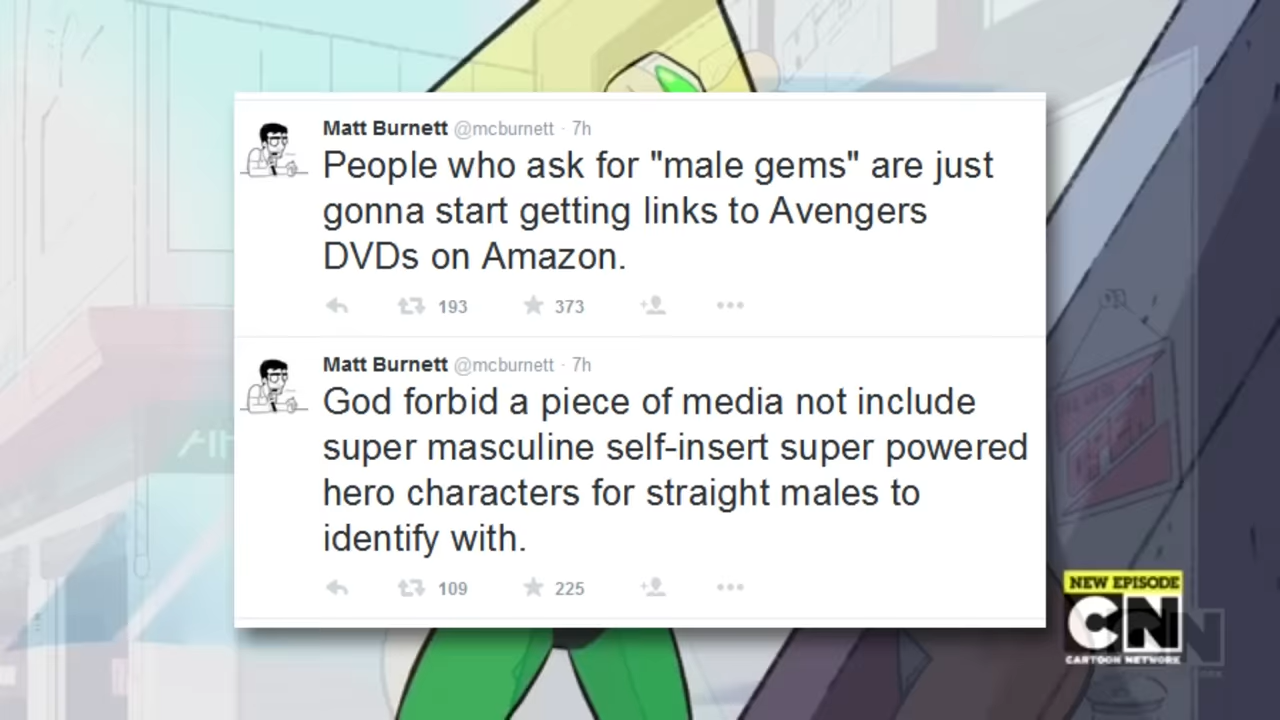 Matt Burnett @mcburnett · 7h
People who ask for "male gems" are just
gonna start getting links to Avengers
DVDs on Amazon.
193 373
Matt Burnett @mcburnett · 7h
God forbid a piece of media not include
super masculine self-insert super powered
hero characters for straight males to
identify with.
109 225
NEW EPISODE
CN
CARTOON NETWORK